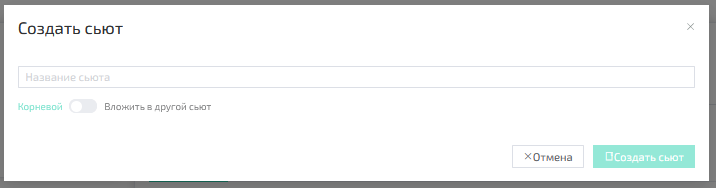 Создать сьют
Название сьюта
Корневой Вложить в другой сьют
Отмена Создать сьют